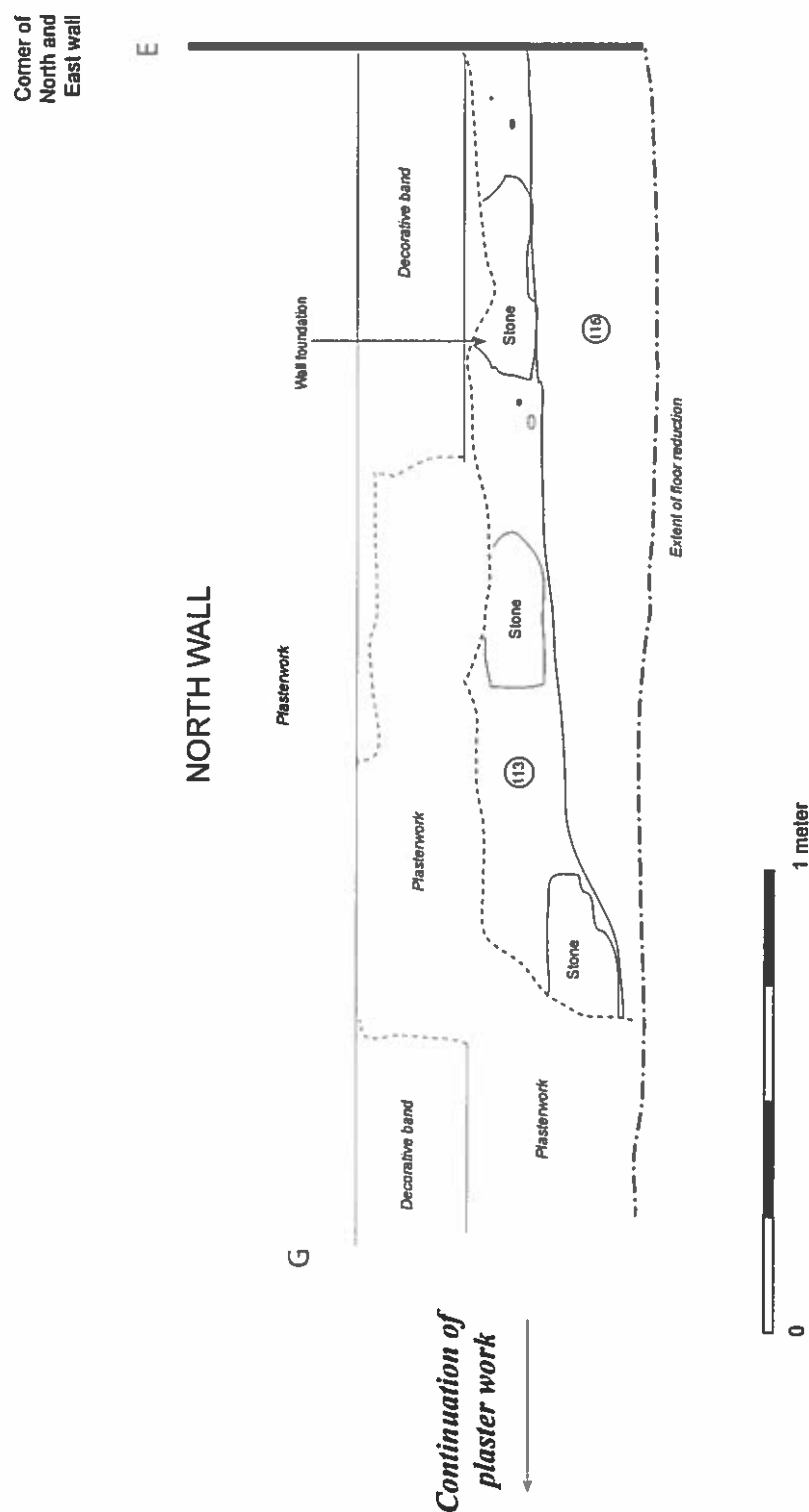 Corner of
North and
East wall
E
NORTH WALL
Plasterwork
Wall foundation
Decorative band
Plasterwork
Decorative band
G
Stone
Stone
Stone
113
116
Plasterwork
Extent of floor reduction
Continuation of
plaster work
0
1 meter